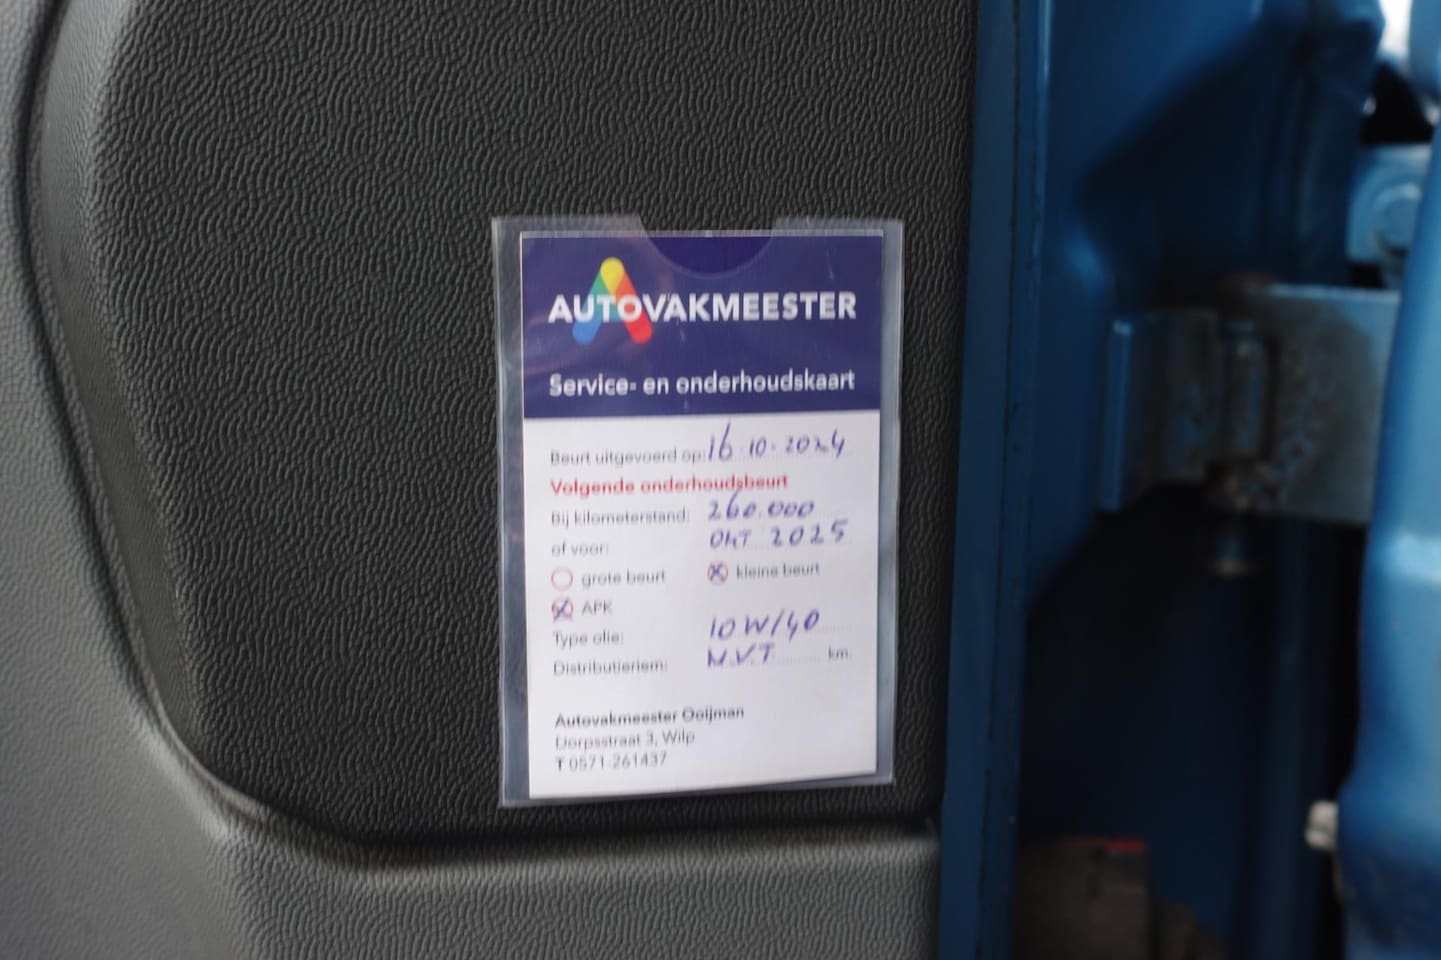 AUTOVAKMEESTER
Service- en onderhoudskaart
Beurt uitgevoerd op: 16 10.2024
Volgende onderhoudsbeurt
Bij kilometerstand: 260.000
of voor: OKT 2025
grote beurt kleine beurt
APK
Type olie: 10W/40
Distributieriem: N.V.T km.
Autovakmeester Ooijman
Dorpsstraat 3, Wilp
T 0571-261437